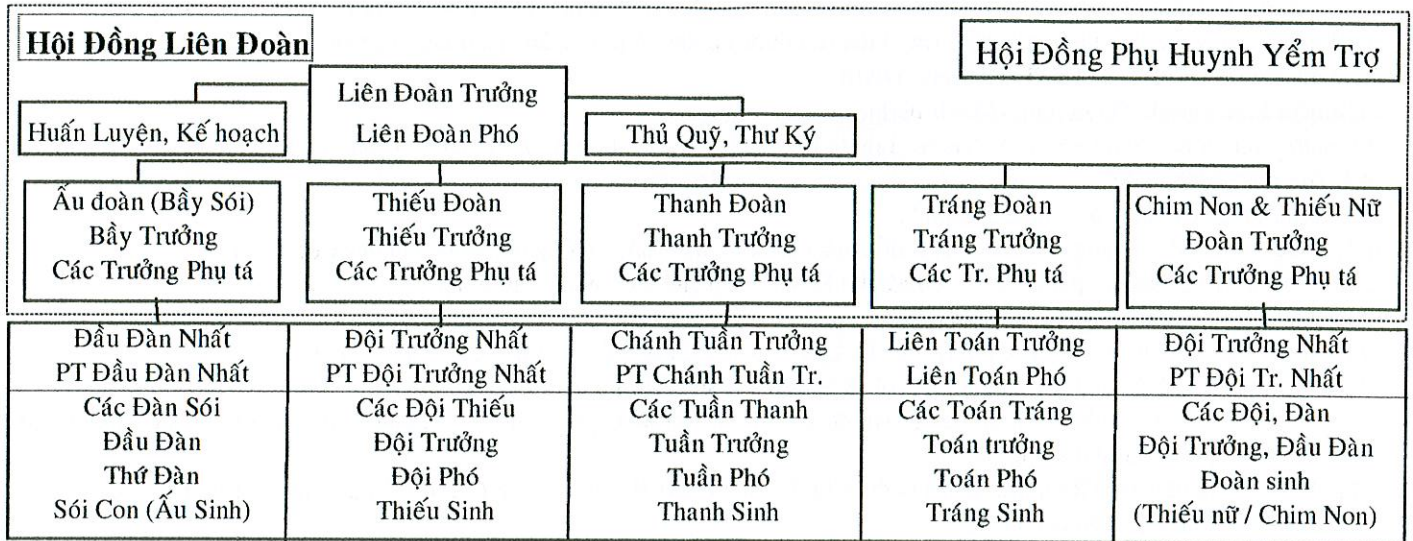 Hội Đồng Liên Đoàn
Hội Đồng Phụ Huynh Yểm Trợ
Liên Đoàn Trưởng
Liên Đoàn Phó
Huấn Luyện, Kế hoạch
Thủ Quỹ, Thư Ký
Ấu đoàn (Bầy Sói)
Bầy Trưởng
Các Trưởng Phụ tá
Thiếu Đoàn
Thiếu Trưởng
Các Trưởng Phụ tá
Thanh Đoàn
Thanh Trưởng
Các Trưởng Phụ tá
Tráng Đoàn
Tráng Trưởng
Các Tr. Phụ tá
Chim Non & Thiếu Nữ
Đoàn Trưởng
Các Trưởng Phụ tá
Đầu Đàn Nhất
PT Đầu Đàn Nhất
Đội Trưởng Nhất
PT Đội Trưởng Nhất
Chánh Tuần Trưởng
PT Chánh Tuần Tr.
Liên Toán Trưởng
Liên Toán Phó
Đội Trưởng Nhất
PT Đội Tr. Nhất
Các Đàn Sói
Đầu Đàn
Thứ Đàn
Sói Con (Ấu Sinh)
Các Đội Thiếu
Đội Trưởng
Đội Phó
Thiếu Sinh
Các Tuần Thanh
Tuần Trưởng
Tuần Phó
Thanh Sinh
Các Toán Tráng
Toán trưởng
Toán Phó
Tráng Sinh
Các Đội, Đàn
Đội Trưởng, Đầu Đàn
Đoàn sinh
(Thiếu nữ / Chim Non)